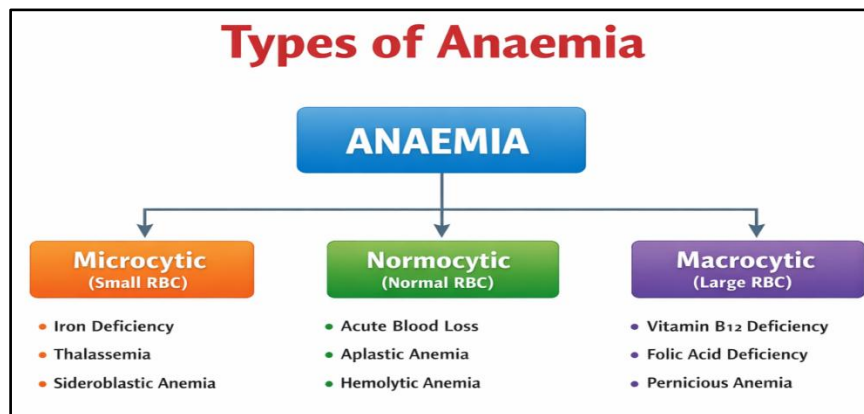 Types of Anaemia
ANAEMIA
Microcytic
(Small RBC)
• Iron Deficiency
• Thalassemia
• Sideroblastic Anemia
Normocytic
(Normal RBC)
• Acute Blood Loss
• Aplastic Anemia
• Hemolytic Anemia
Macrocytic
(Large RBC)
• Vitamin B12 Deficiency
• Folic Acid Deficiency
• Pernicious Anemia